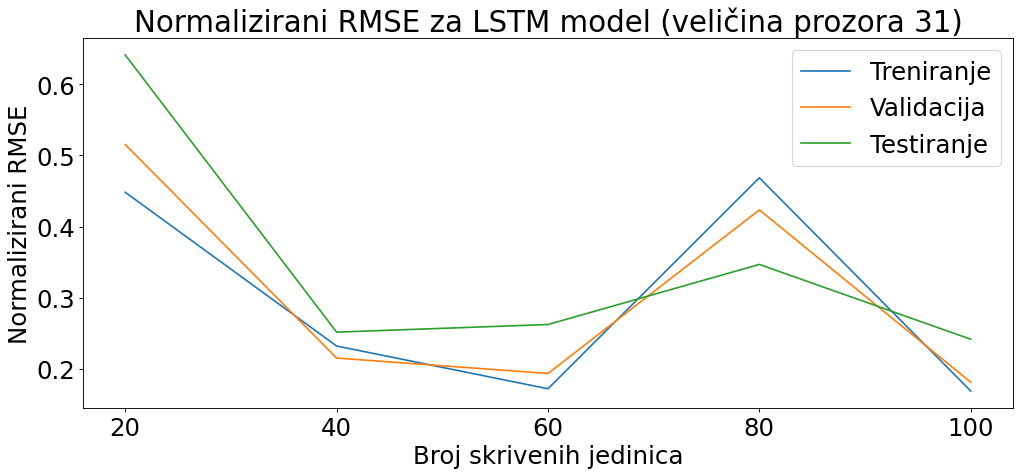 Normalizirani RMSE za LSTM model (veličina prozora 31)
Normalizirani RMSE
0.6
0.5
0.4
0.3
0.2
Treniranje
Validacija
Testiranje
20 40 60 80 100
Broj skrivenih jedinica